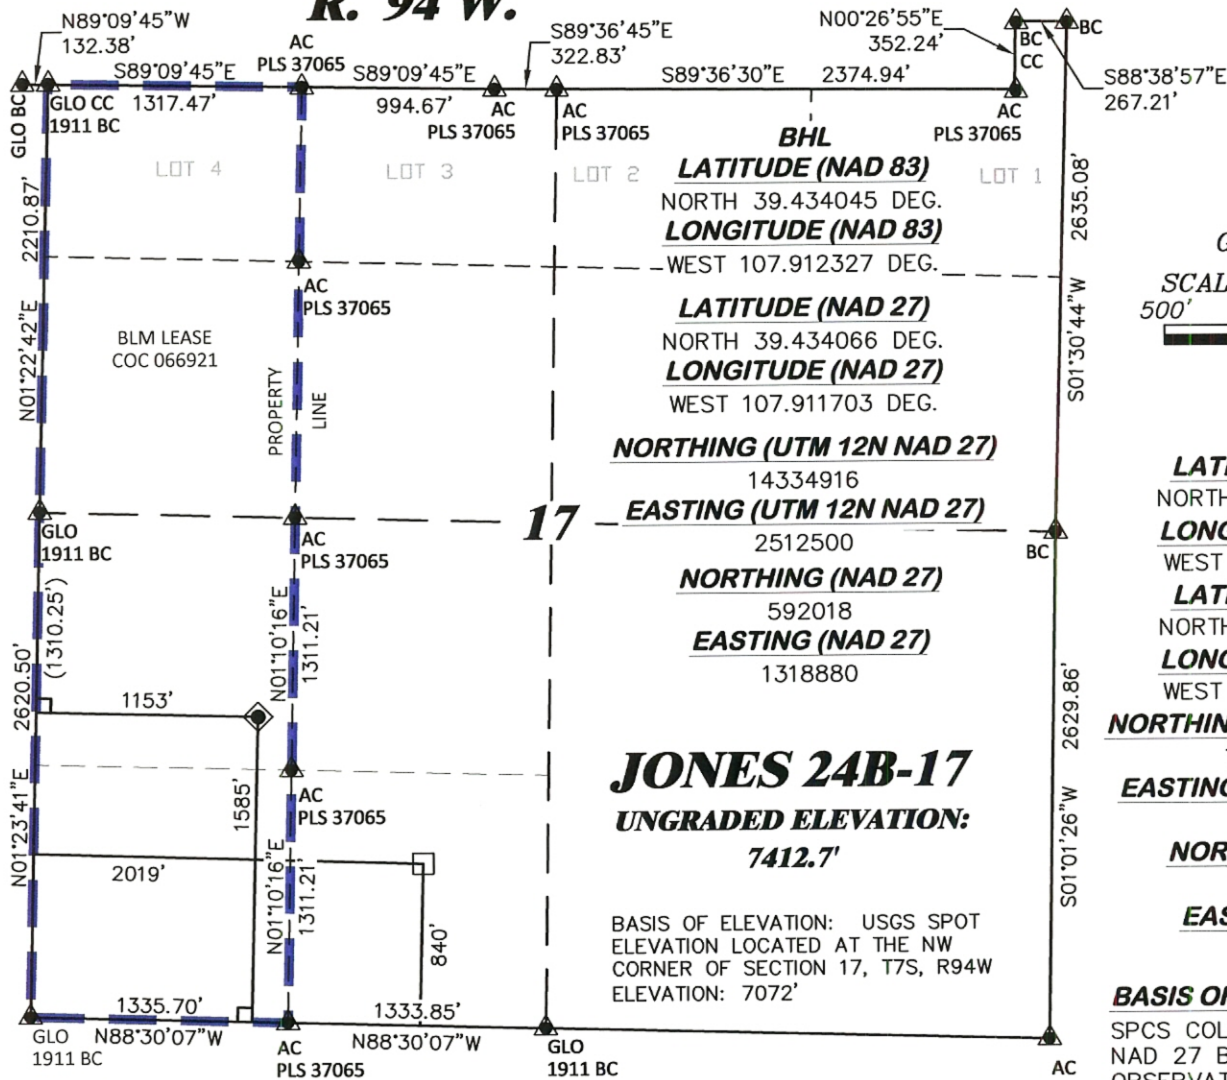 R. 94 W.
N89°09'45"W
132.38'
AC
PLS 37065
S89°36'45"E
322.83'
N00°26'55"E
352.24'
BC
CC
BC
S88°38'57"E
267.21'
S89°09'45"E
1317.47'
S89°09'45"E
994.67'
S89°36'30"E 2374.94'
GLO BC
GLO CC
1911 BC
AC
PLS 37065
AC
PLS 37065
AC
PLS 37065
LOT 4
LOT 3
LOT 2
LOT 1
BHL
LATITUDE (NAD 83)
NORTH 39.434045 DEG.
LONGITUDE (NAD 83)
WEST 107.912327 DEG.
LATITUDE (NAD 27)
NORTH 39.434066 DEG.
LONGITUDE (NAD 27)
WEST 107.911703 DEG.
NORTHING (UTM 12N NAD 27)
14334916
EASTING (UTM 12N NAD 27)
2512500
NORTHING (NAD 27)
592018
EASTING (NAD 27)
1318880
2210.87'
N01°22'42"E
AC
PLS 37065
BLM LEASE
COC 066921
PROPERTY
LINE
2635.08'
S01°30'44"W
G
SCAL
500'
17
GLO
1911 BC
AC
PLS 37065
BC
(1310.25')
2620.50'
N01°23'41"E
N01°10'16"E
1311.21'
1153'
1585'
AC
PLS 37065
2019'
N01°10'16"E
1311.21'
840'
2629.86'
S01°01'26"W
JONES 24B-17
UNGRADED ELEVATION:
7412.7'
BASIS OF ELEVATION: USGS SPOT
ELEVATION LOCATED AT THE NW
CORNER OF SECTION 17, T7S, R94W
ELEVATION: 7072'
1335.70'
N88°30'07"W
1333.85'
N88°30'07"W
GLO
1911 BC
AC
PLS 37065
GLO
1911 BC
AC
LATI
NORTH
LONG
WEST
LATI
NORTH
LONG
WEST
NORTHIN
EASTING
NOR
EAS
BASIS OF
SPCS COL
NAD 27 B
OBSERVAT